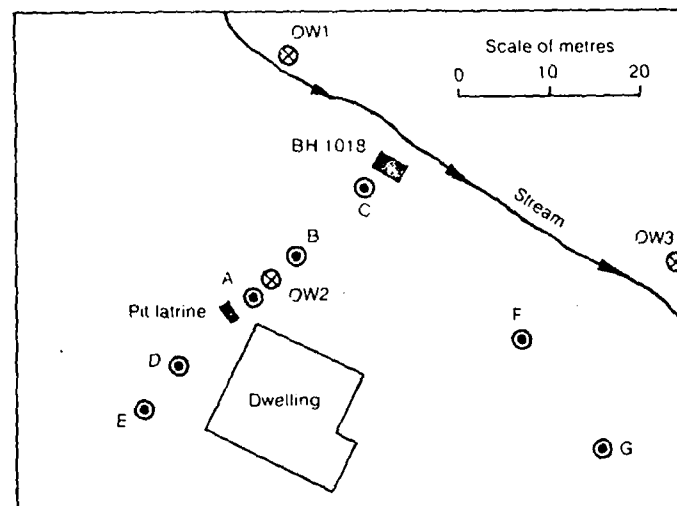 OW1
Scale of metres
0 10 20
BH 1018
Stream
C
B
OW3
A
OW2
Pit latrine
F
D
Dwelling
E
G